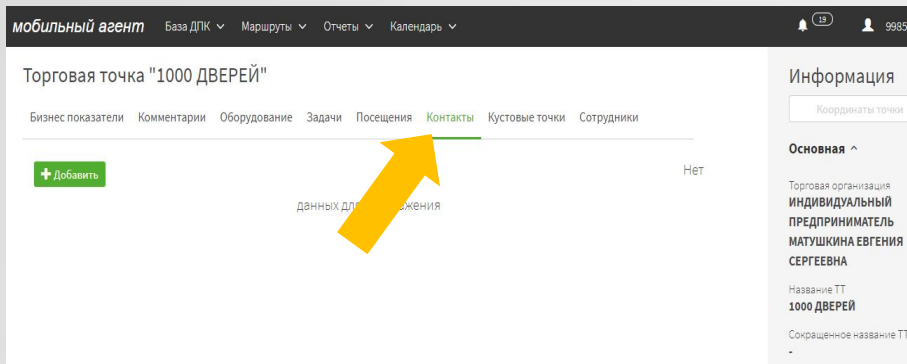 мобильный агент База ДПК Маршруты Отчеты Календарь 19 9985
Торговая точка "1000 ДВЕРЕЙ"
Бизнес показатели Комментарии Оборудование Задачи Посещения Контакты Кустовые точки Сотрудники
+ Добавить
Нет
данных для
Информация
Координаты точки
Основная
Торговая организация
ИНДИВИДУАЛЬНЫЙ
ПРЕДПРИНИМАТЕЛЬ
МАТУШКИНА ЕВГЕНИЯ
СЕРГЕЕВНА
Название ТТ
1000 ДВЕРЕЙ
Сокращенное название ТТ
-